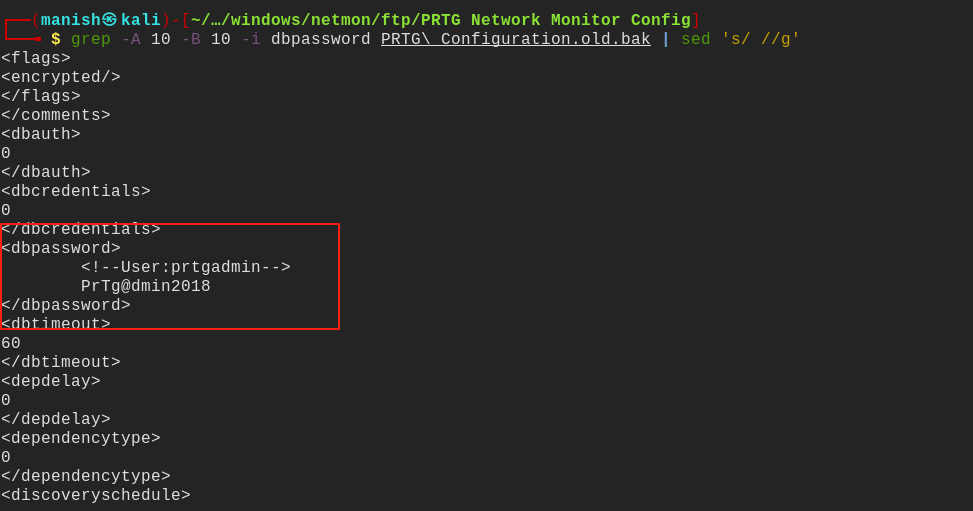 (manish㉿kali)-[~/…/windows/netmon/ftp/PRTG Network Monitor Config]
$ grep -A 10 -B 10 -i dbpassword PRTG\ Configuration.old.bak | sed 's/ //g'
<flags>
<encrypted/>
</flags>
</comments>
<dbauth>
0
</dbauth>
<dbcredentials>
0
</dbcredentials>
<dbpassword>
<!--User:prtgadmin-->
PrTg@dmin2018
</dbpassword>
<dbtimeout>
60
</dbtimeout>
<depdelay>
0
</depdelay>
<dependencytype>
0
</dependencytype>
<discoveryschedule>